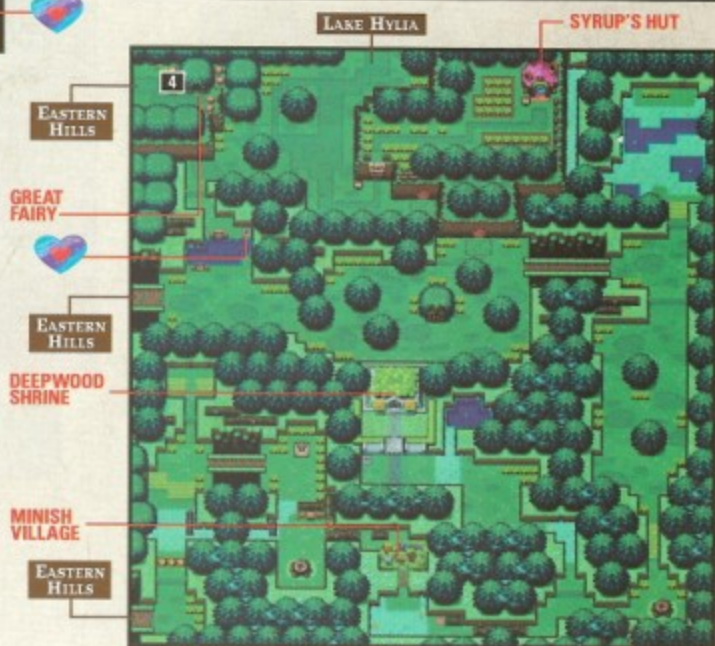 LAKE HYLIA
SYRUP'S HUT
4
EASTERN
HILLS
GREAT
FAIRY
EASTERN
HILLS
DEEPWOOD
SHRINE
MINISH
VILLAGE
EASTERN
HILLS